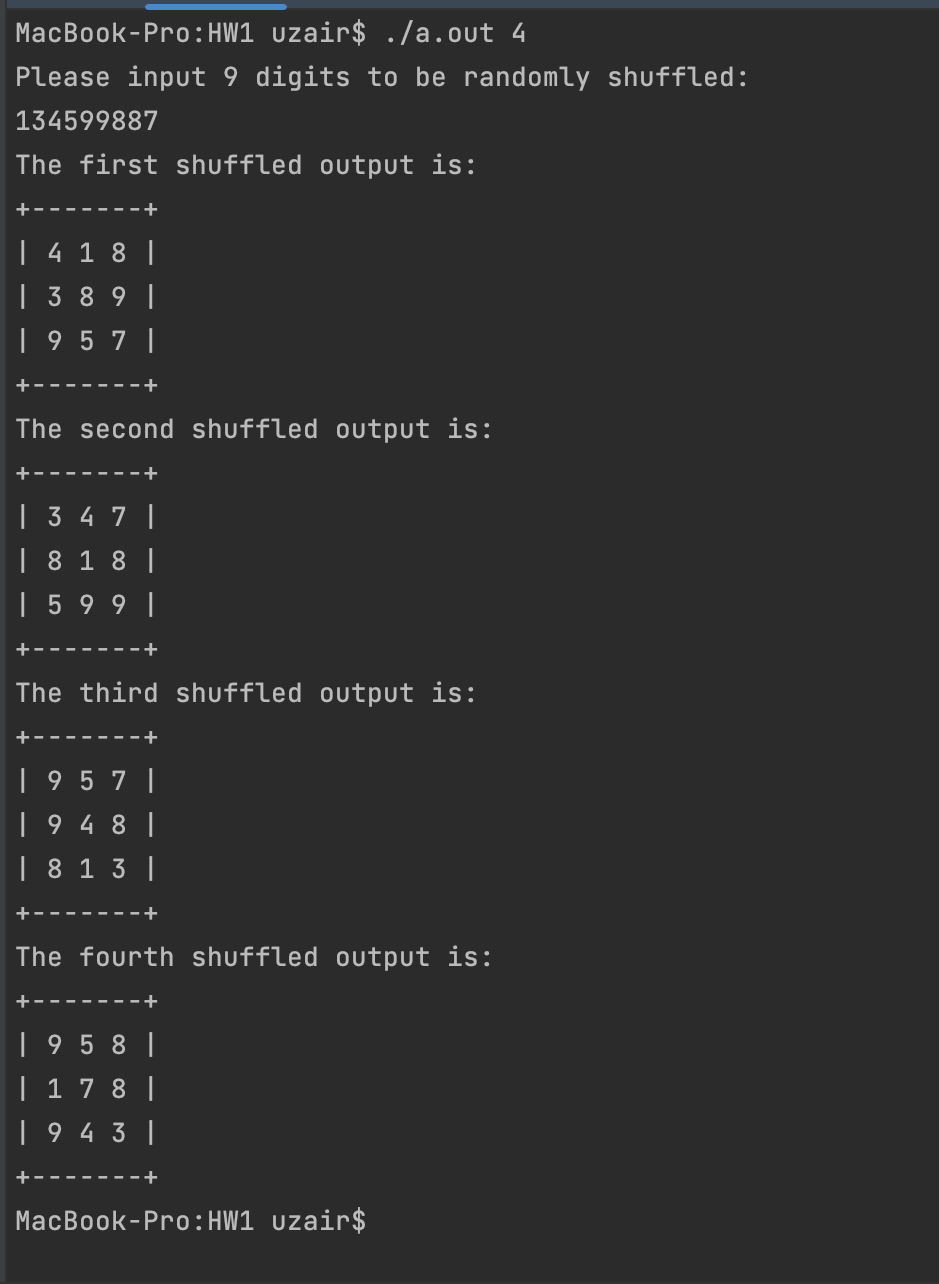 MacBook-Pro:HW1 uzair$ ./a.out 4
Please input 9 digits to be randomly shuffled:
134599887
The first shuffled output is:
+-------+
| 4 1 8 |
| 3 8 9 |
| 9 5 7 |
+-------+
The second shuffled output is:
+-------+
| 3 4 7 |
| 8 1 8 |
| 5 9 9 |
+-------+
The third shuffled output is:
+-------+
| 9 5 7 |
| 9 4 8 |
| 8 1 3 |
+-------+
The fourth shuffled output is:
+-------+
| 9 5 8 |
| 1 7 8 |
| 9 4 3 |
+-------+
MacBook-Pro:HW1 uzair$